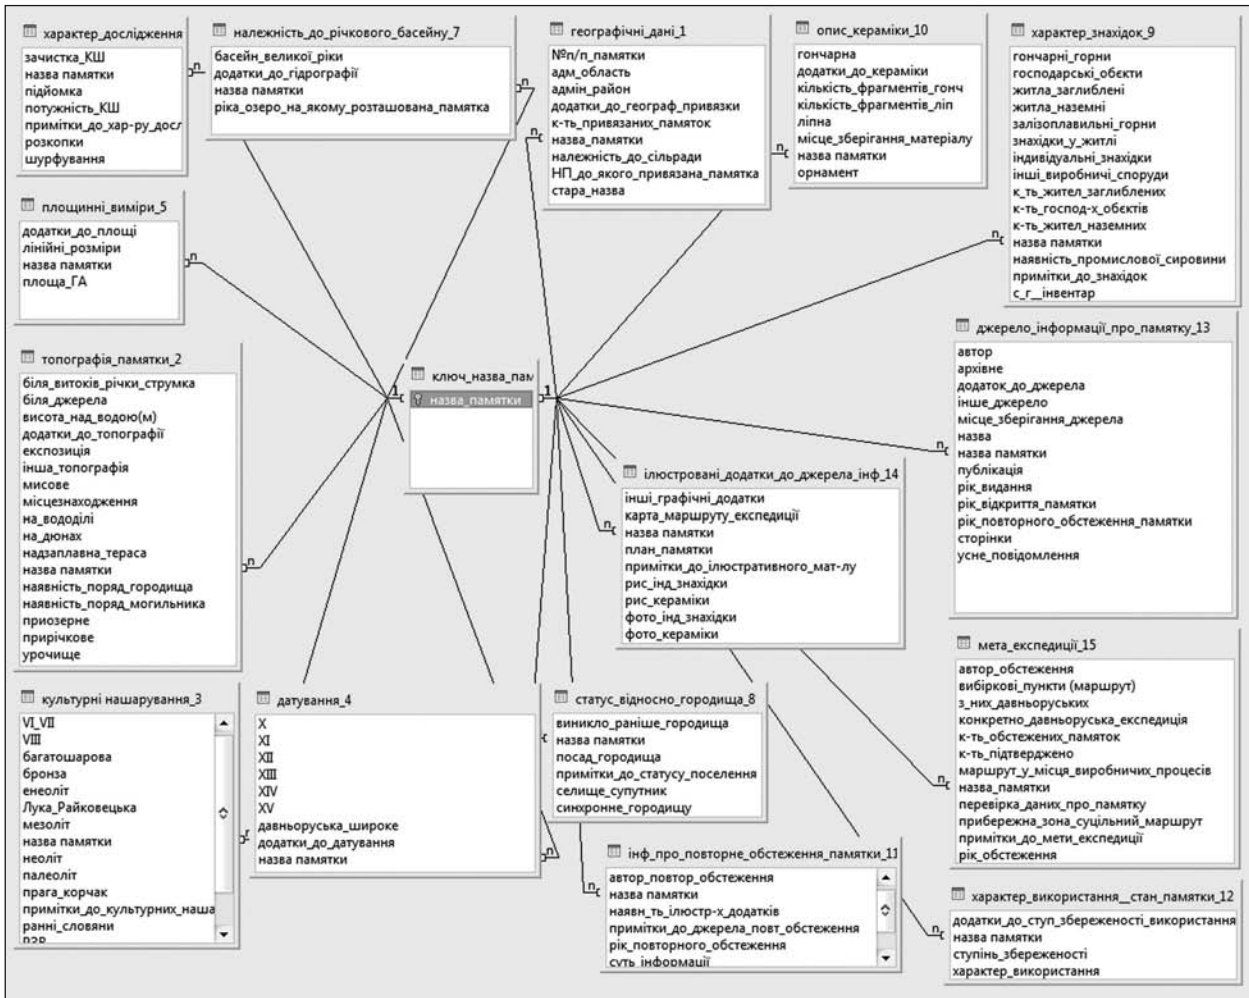 характер_дослідження
зачистка_КШ
назва памятки
підйомка
потужність_КШ
примітки_до_хар-ру_досл
розкопки
шурфування
належність_до_річкового_басейну_7
басейн_великої_ріки
додатки_до_гідрографії
назва памятки
ріка_озеро_на_якому_розташована_памятка
географічні_дані_1
№п/п_памятки
адм_область
адмін_район
додатки_до_географ_привязки
к-ть_привязаних_памяток
назва_памятки
належність_до_сільради
НП_до_якого_привязана_памятка
стара_назва
опис_кераміки_10
гончарна
додатки_до_кераміки
кількість_фрагментів_гонч
кількість_фрагментів_ліп
ліпна
місце_зберігання_матеріалу
назва памятки
орнамент
характер_знахідок_9
гончарні_горни
господарські_обєкти
житла_заглиблені
житла_наземні
залізоплавильні_горни
знахідки_у_житлі
індивідуальні_знахідки
інші_виробничі_споруди
к_ть_жител_заглиблених
к-ть_господ-х_обєктів
к-ть_жител_наземних
назва памятки
наявність_промислової_сировини
примітки_до_знахідок
с_г__інвентар
площинні_виміри_5
додатки_до_площі
лінійні_розміри
назва памятки
площа_ГА
топографія_памятки_2
біля_витоків_річки_струмка
біля_джерела
висота_над_водою(м)
додатки_до_топографії
експозиція
інша_топографія
мисове
місцезнаходження
на_вододілі
на_дюнах
надзаплавна_тераса
назва памятки
наявність_поряд_городища
наявність_поряд_могильника
приозерне
прирічкове
урочище
ключ_назва_пам
назва_памятки
джерело_інформації_про_памятку_13
автор
архівне
додаток_до_джерела
інше_джерело
місце_зберігання_джерела
назва
назва памятки
публікація
рік_видання
рік_відкриття_памятки
рік_повторного_обстеження_памятки
сторінки
усне_повідомлення
ілюстровані_додатки_до_джерела_інф_14
інші_графічні_додатки
карта_маршруту_експедиції
назва памятки
план_памятки
примітки_до_ілюстративного_мат-лу
рис_інд_знахідки
рис_кераміки
фото_інд_знахідки
фото_кераміки
мета_експедиції_15
автор_обстеження
вибіркові_пункти (маршрут)
з_них_давньоруських
конкретно_давньоруська_експедиція
к-ть_обстежених_памяток
к-ть_підтверджено
маршрут_у_місця_виробничих_процесів
назва_памятки
перевірка_даних_про_памятку
прибережна_зона_суцільний_маршрут
примітки_до_мети_експедиції
рік_обстеження
культурні нашарування_3
VI_VII
VIII
багатошарова
бронза
енеоліт
Лука_Райковецька
мезоліт
назва памятки
неоліт
палеоліт
прага_корчак
примітки_до_культурних_наша
ранні_словяни
датування_4
X
XI
XII
XIII
XIV
XV
давньоруська_широке
додатки_до_датування
назва памятки
статус_відносно_городища_8
виникло_раніше_городища
назва памятки
посад_городища
примітки_до_статусу_поселення
селище_супутник
синхронне_городищу
інф_про_повторне_обстеження_памятки_11
автор_повтор_обстеження
назва памятки
наявн_ть_ілюстр-х_додатків
примітки_до_джерела_повт_обстеження
рік_повторного_обстеження
суть_інформації
характер_використання__стан_памятки_12
додатки_до_ступ_збереженості_використання
назва памятки
ступінь_збереженості
характер_використання